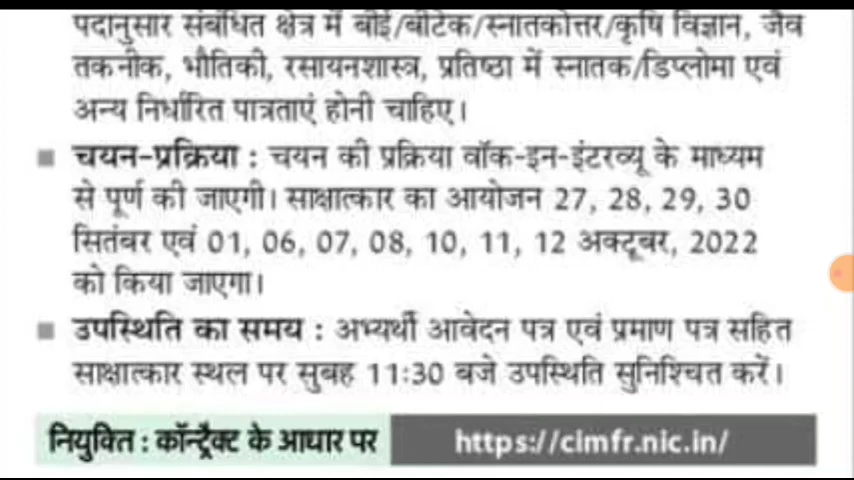 पदानुसार संबंधित क्षेत्र में बीई/बीटेक/स्नातकोत्तर/कृषि विज्ञान, जैव
तकनीक, भौतिकी, रसायनशास्त्र, प्रतिष्ठा में स्नातक/डिप्लोमा एवं
अन्य निर्धारित पात्रताएं होनी चाहिए।
■ चयन-प्रक्रिया : चयन की प्रक्रिया वॉक-इन-इंटरव्यू के माध्यम
से पूर्ण की जाएगी। साक्षात्कार का आयोजन 27, 28, 29, 30
सितंबर एवं 01, 06, 07, 08, 10, 11, 12 अक्टूबर, 2022
को किया जाएगा।
■ उपस्थिति का समय : अभ्यर्थी आवेदन पत्र एवं प्रमाण पत्र सहित
साक्षात्कार स्थल पर सुबह 11:30 बजे उपस्थिति सुनिश्चित करें।
नियुक्ति : कॉन्ट्रैक्ट के आधार पर https://cimfr.nic.in/